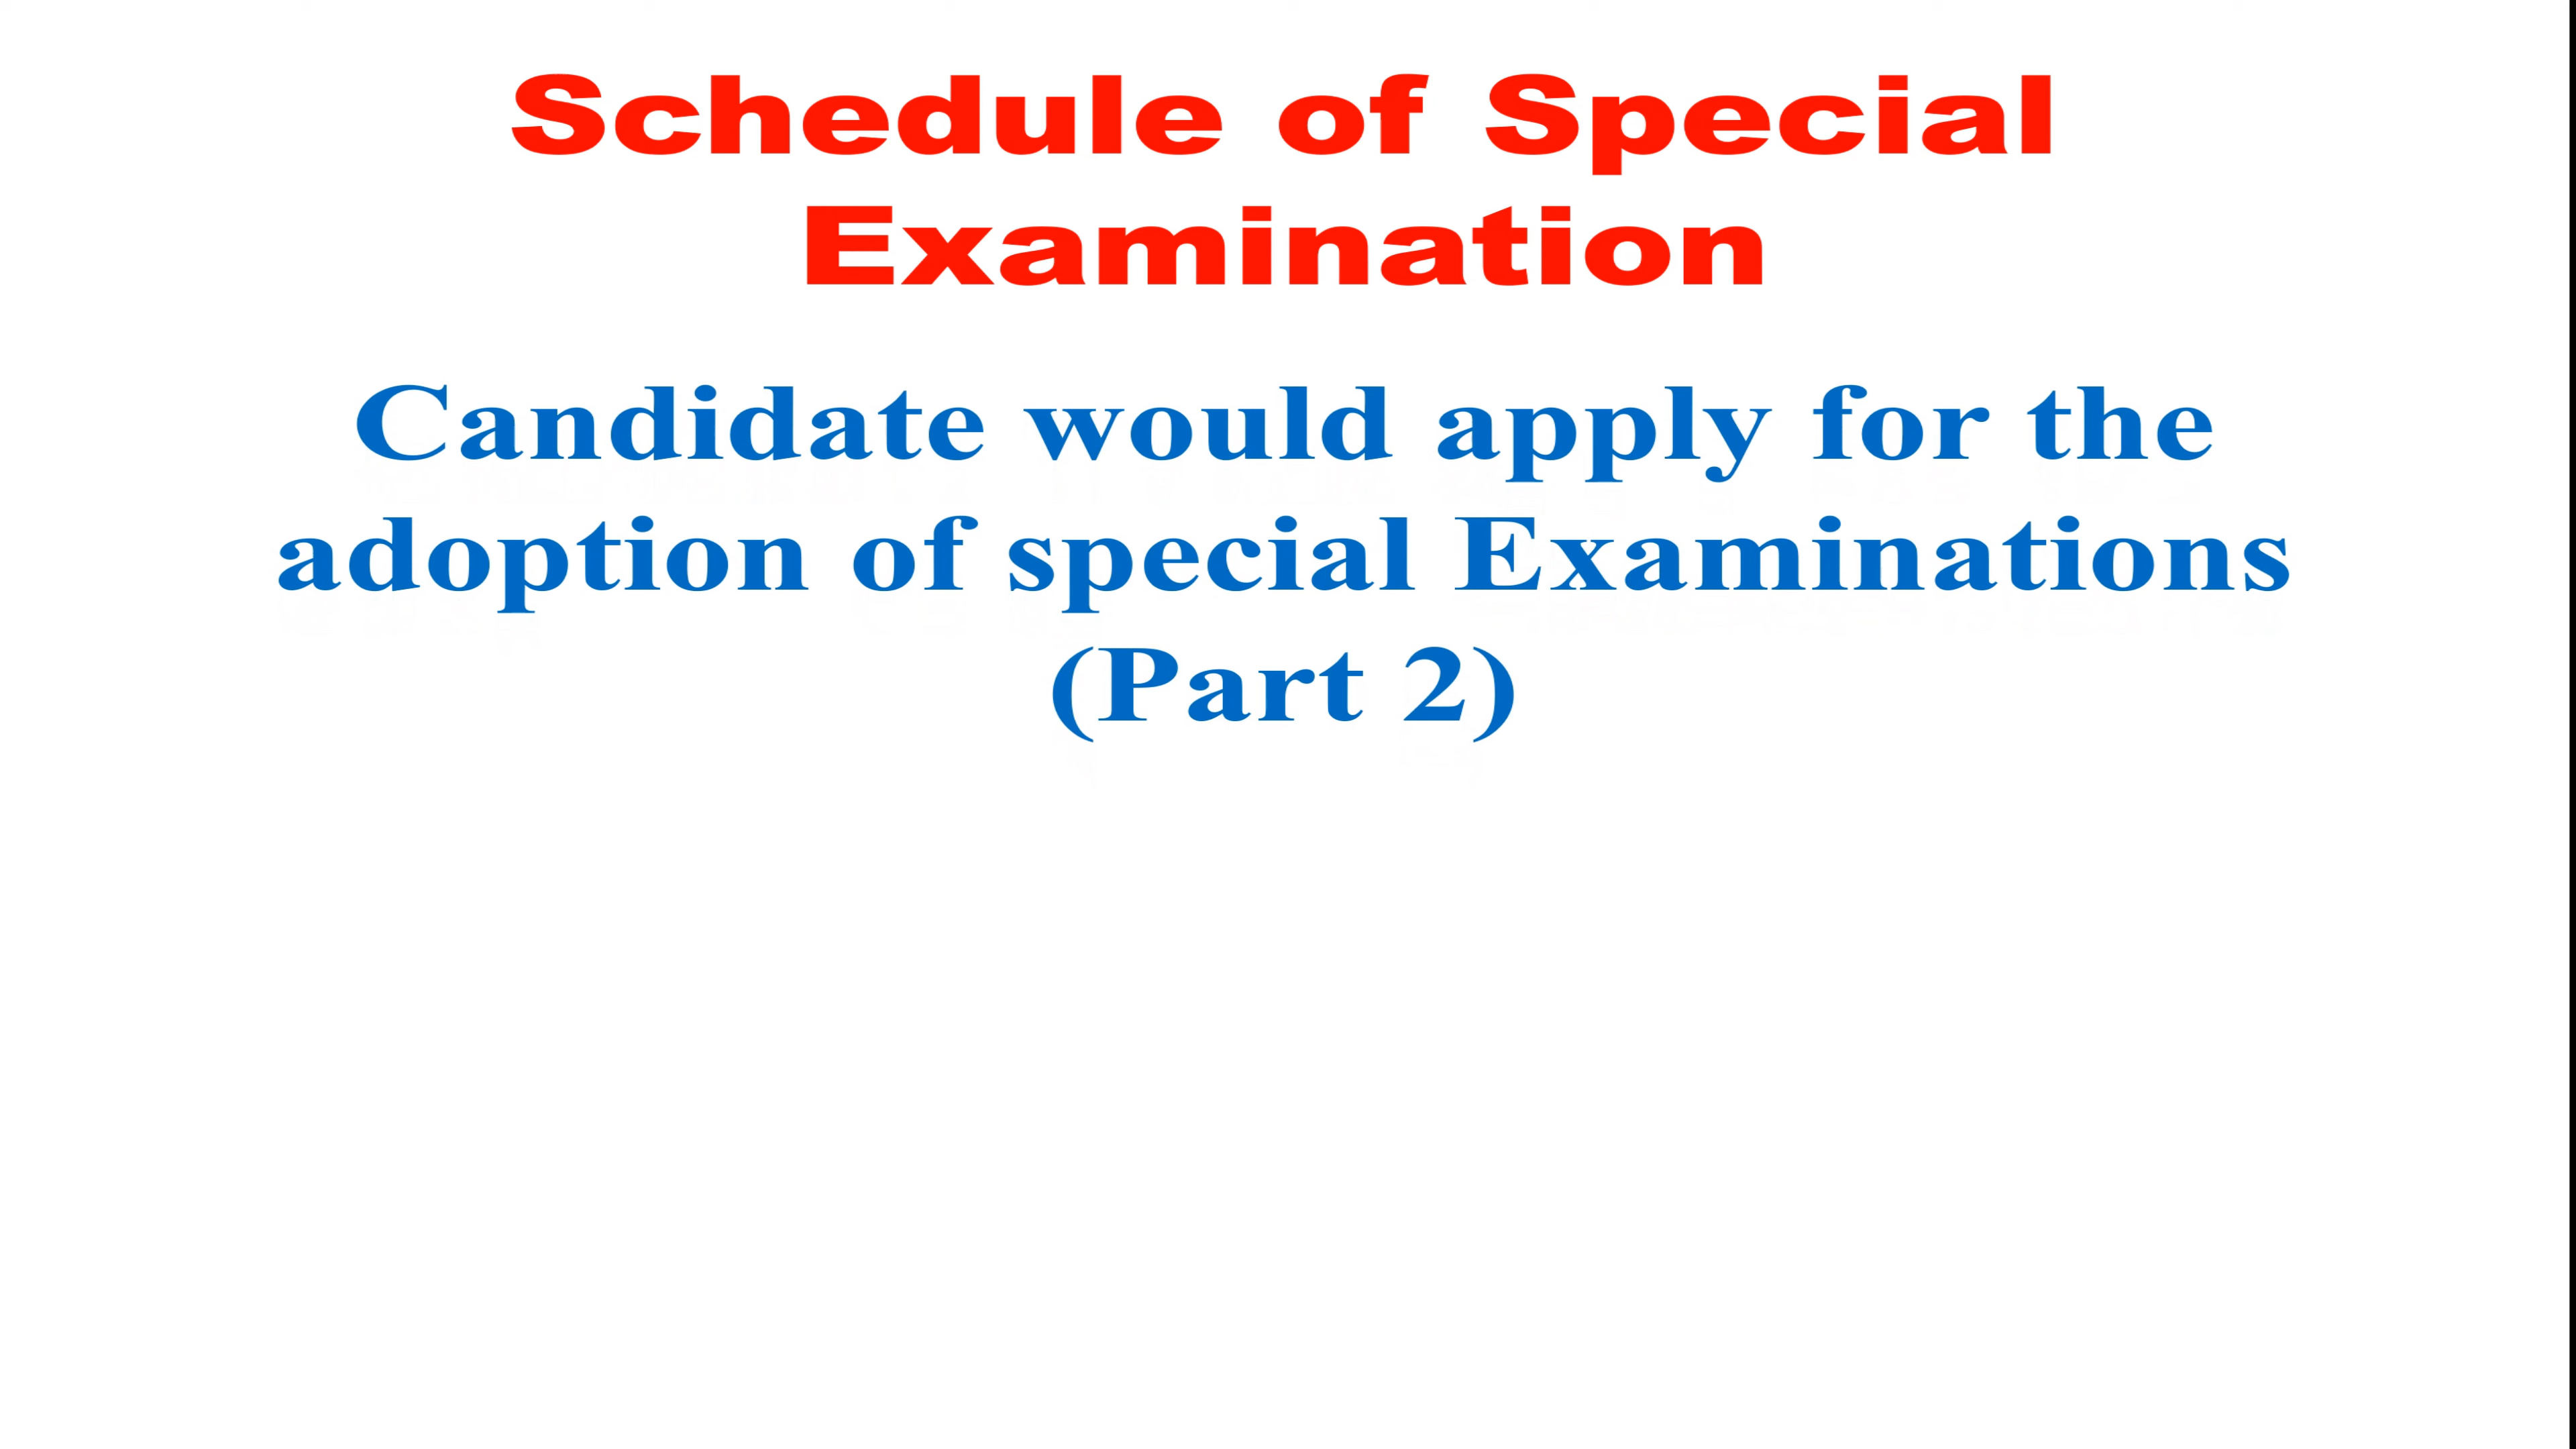 Schedule of Special
Examination
Candidate would apply for the
adoption of special Examinations
(Part 2)